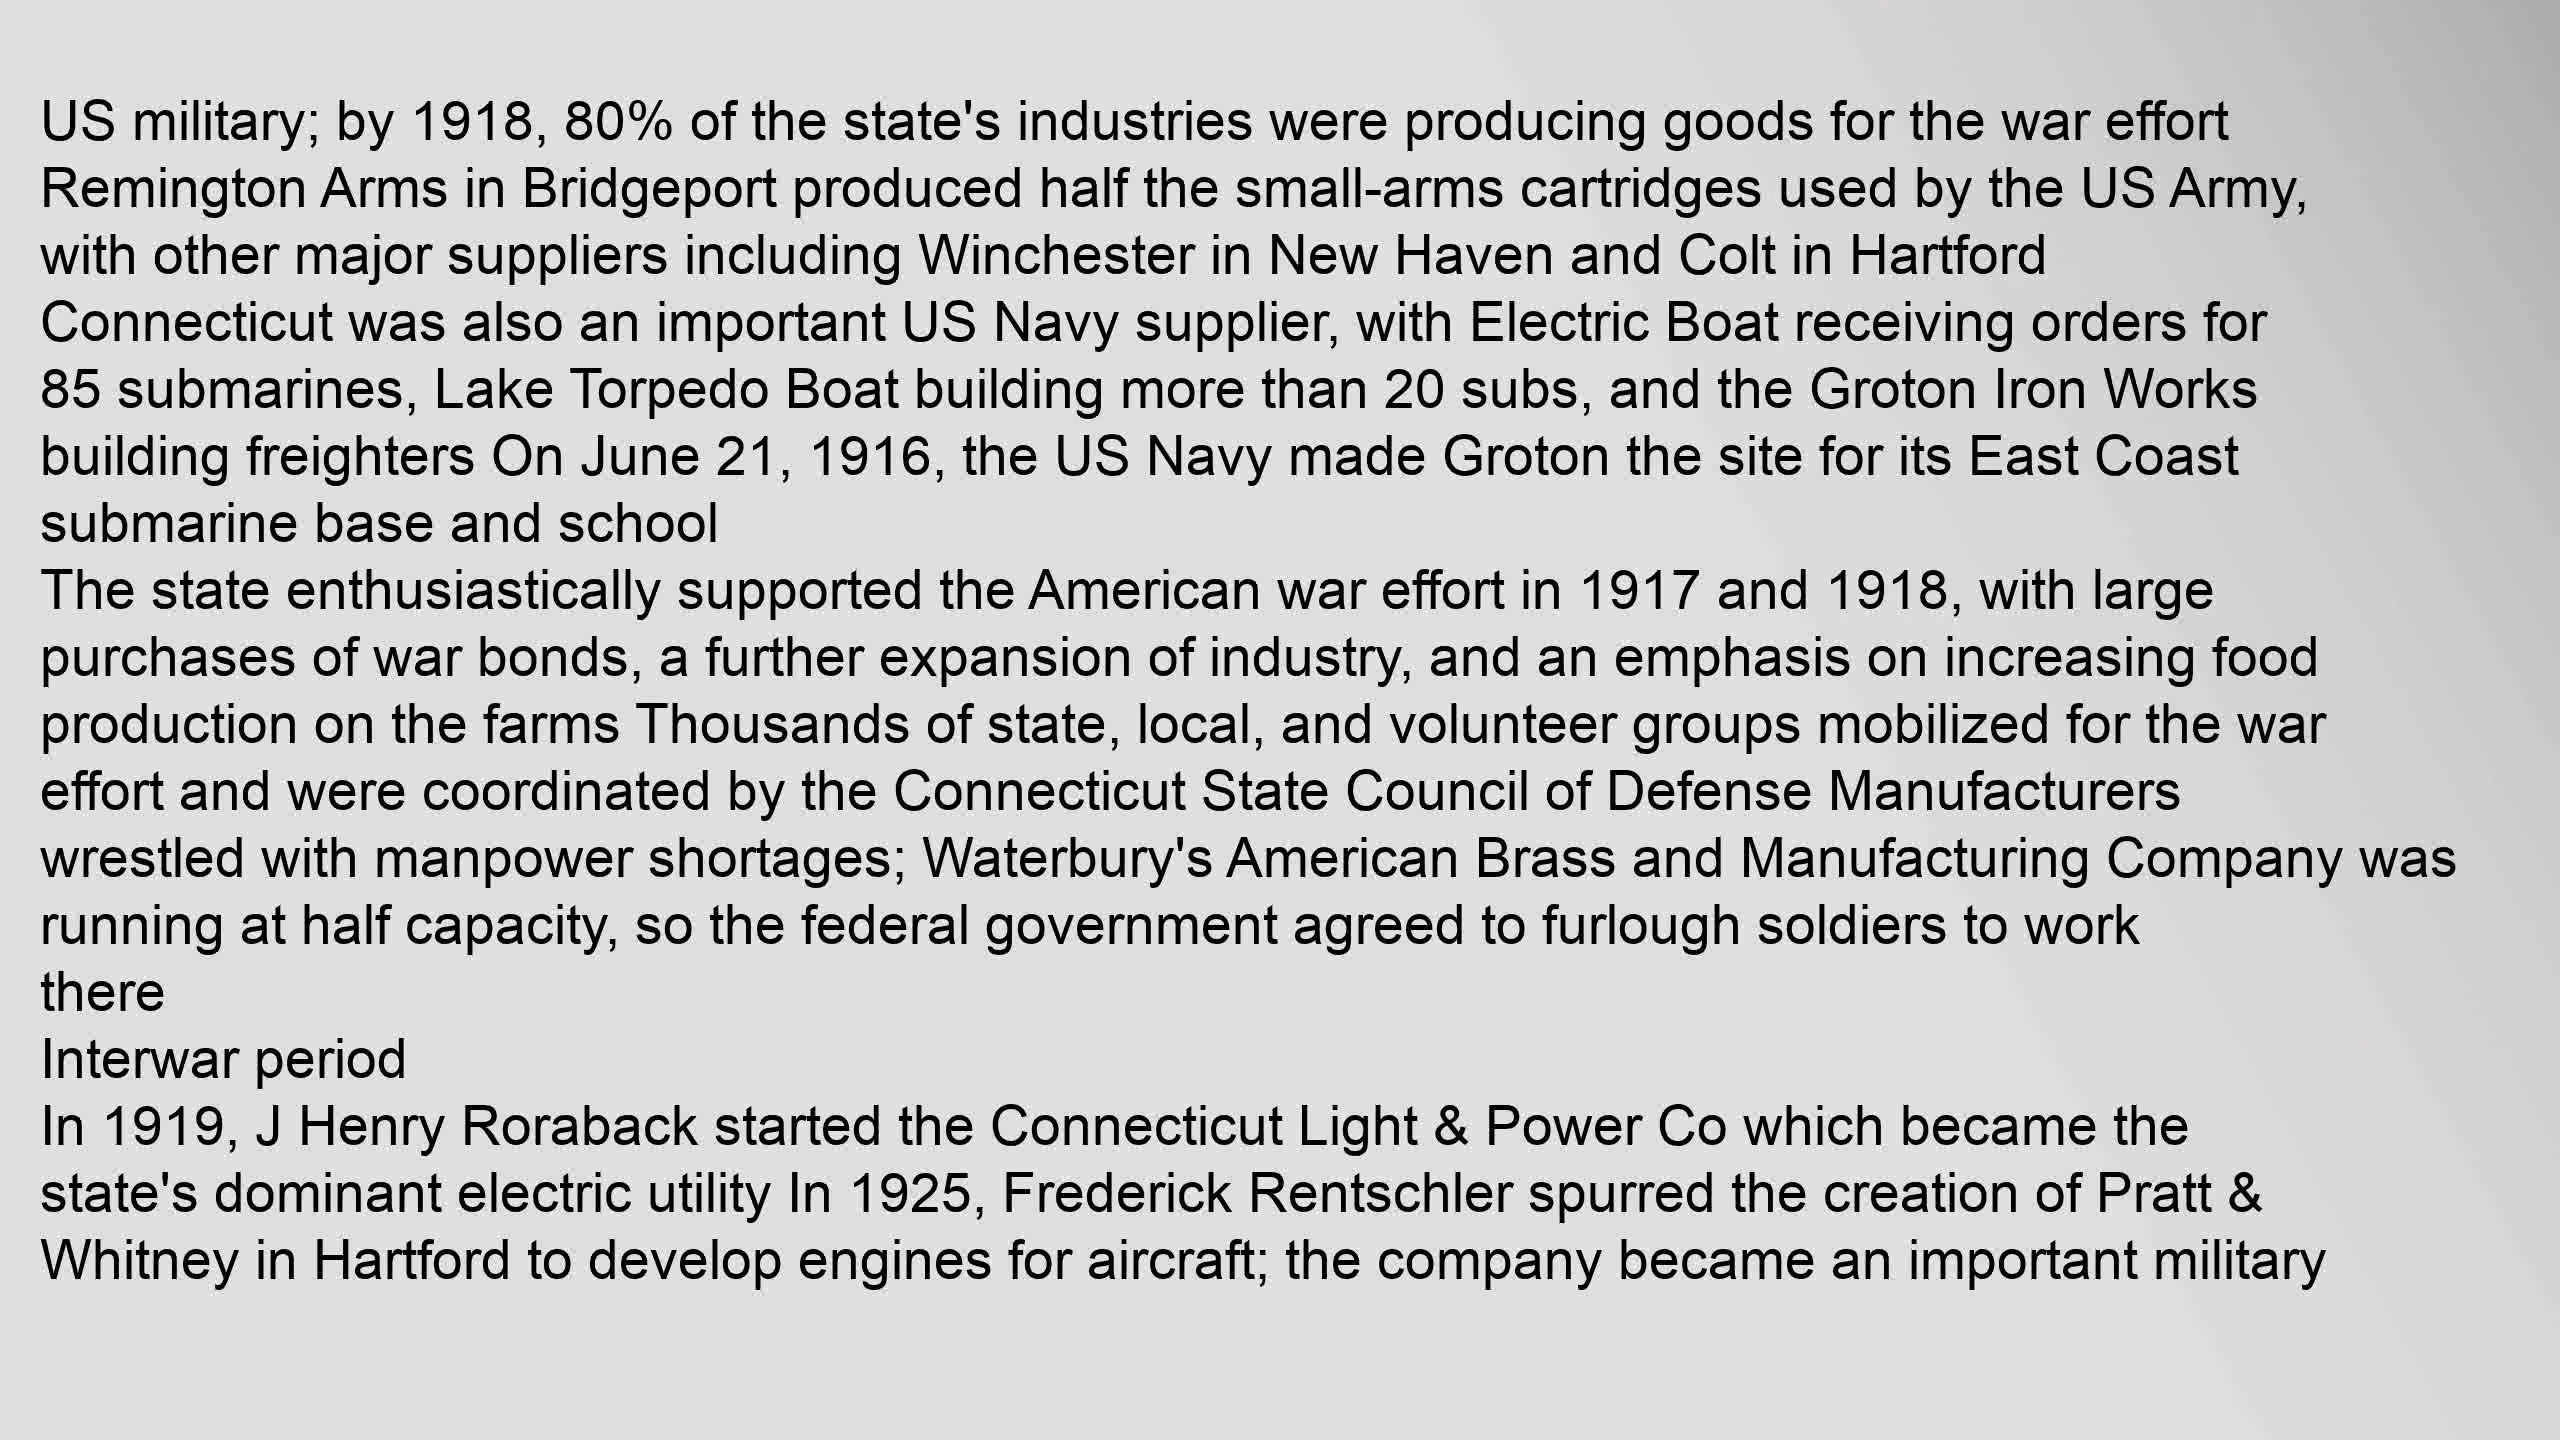 US military; by 1918, 80% of the state's industries were producing goods for the war effort
Remington Arms in Bridgeport produced half the small-arms cartridges used by the US Army,
with other major suppliers including Winchester in New Haven and Colt in Hartford
Connecticut was also an important US Navy supplier, with Electric Boat receiving orders for
85 submarines, Lake Torpedo Boat building more than 20 subs, and the Groton Iron Works
building freighters On June 21, 1916, the US Navy made Groton the site for its East Coast
submarine base and school
The state enthusiastically supported the American war effort in 1917 and 1918, with large
purchases of war bonds, a further expansion of industry, and an emphasis on increasing food
production on the farms Thousands of state, local, and volunteer groups mobilized for the war
effort and were coordinated by the Connecticut State Council of Defense Manufacturers
wrestled with manpower shortages; Waterbury's American Brass and Manufacturing Company was
running at half capacity, so the federal government agreed to furlough soldiers to work
there
Interwar period
In 1919, J Henry Roraback started the Connecticut Light & Power Co which became the
state's dominant electric utility In 1925, Frederick Rentschler spurred the creation of Pratt &
Whitney in Hartford to develop engines for aircraft; the company became an important military